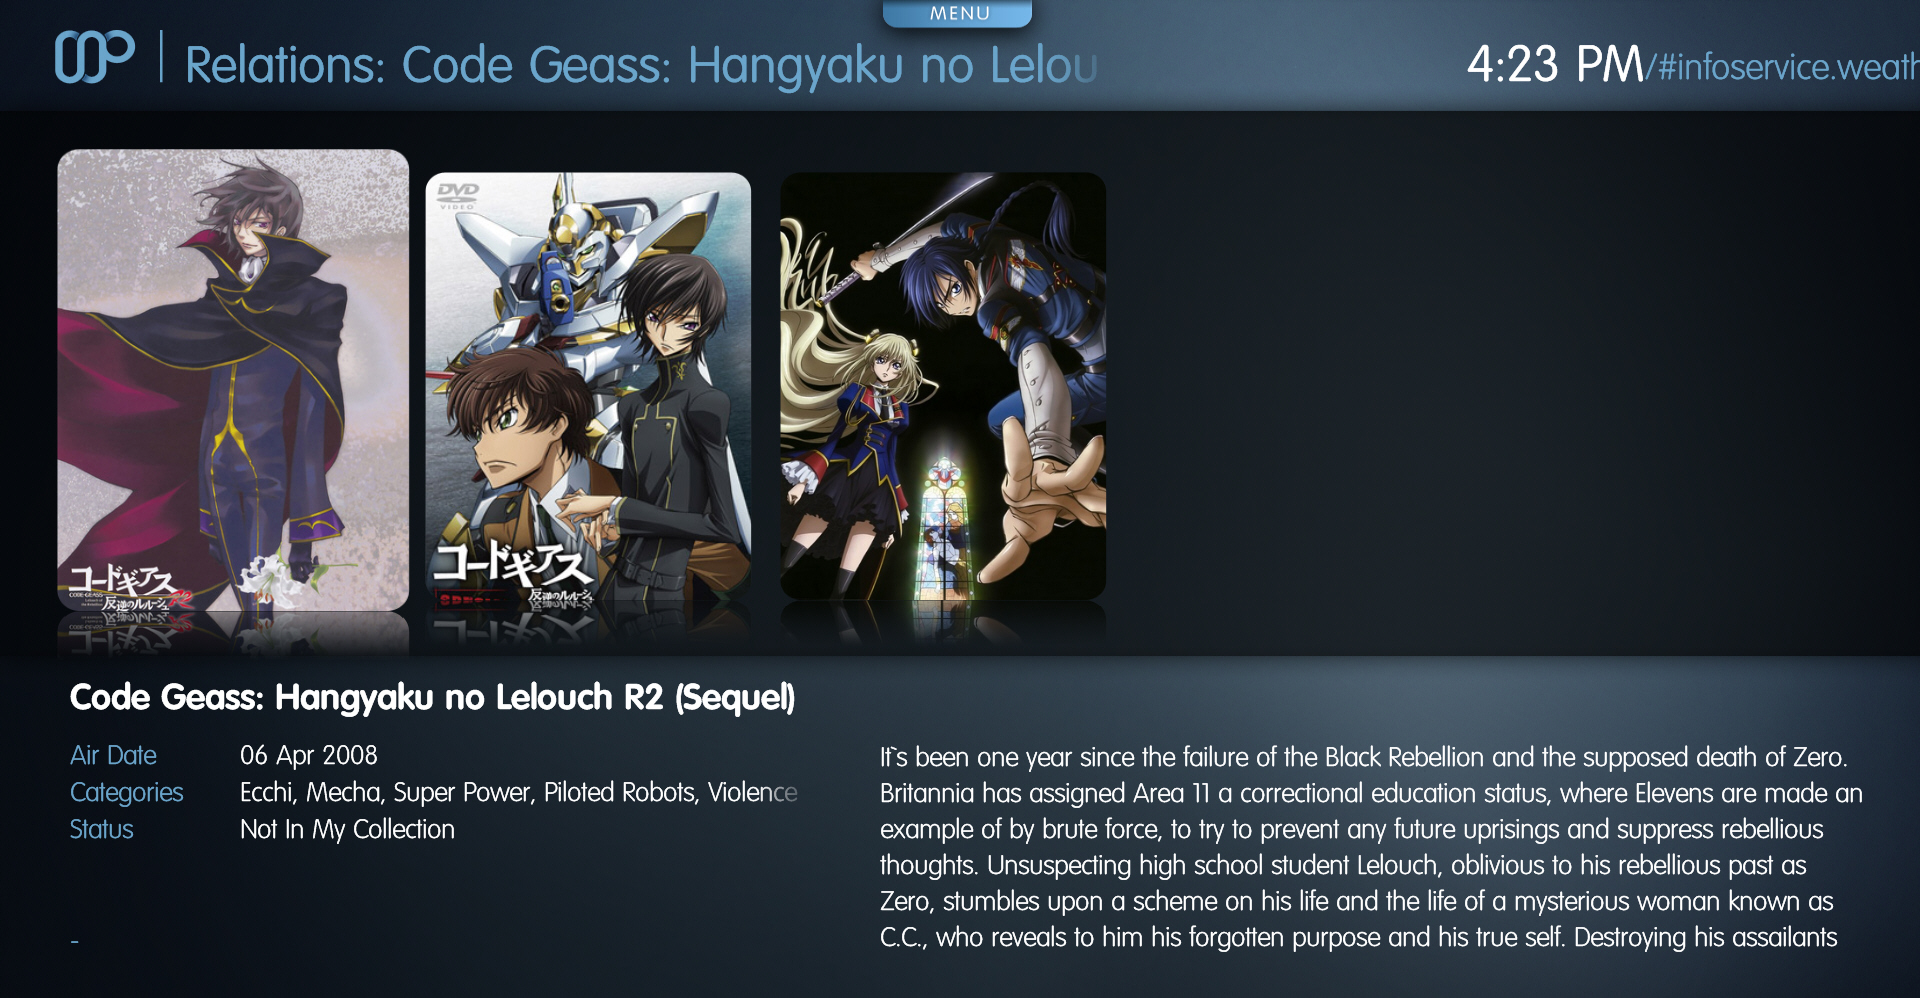 MENU
Relations: Code Geass: Hangyaku no Lelou
4:23 PM/#infoservice.weath
DVD
VIDEO
コードギアス
CODE GEASS
反逆のルルーシュ R2
コードギアス
反逆のルルーシュ
Code Geass: Hangyaku no Lelouch R2 (Sequel)
Air Date 06 Apr 2008
Categories Ecchi, Mecha, Super Power, Piloted Robots, Violence
Status Not In My Collection
-
It`s been one year since the failure of the Black Rebellion and the supposed death of Zero.
Britannia has assigned Area 11 a correctional education status, where Elevens are made an
example of by brute force, to try to prevent any future uprisings and suppress rebellious
thoughts. Unsuspecting high school student Lelouch, oblivious to his rebellious past as
Zero, stumbles upon a scheme on his life and the life of a mysterious woman known as
C.C., who reveals to him his forgotten purpose and his true self. Destroying his assailants